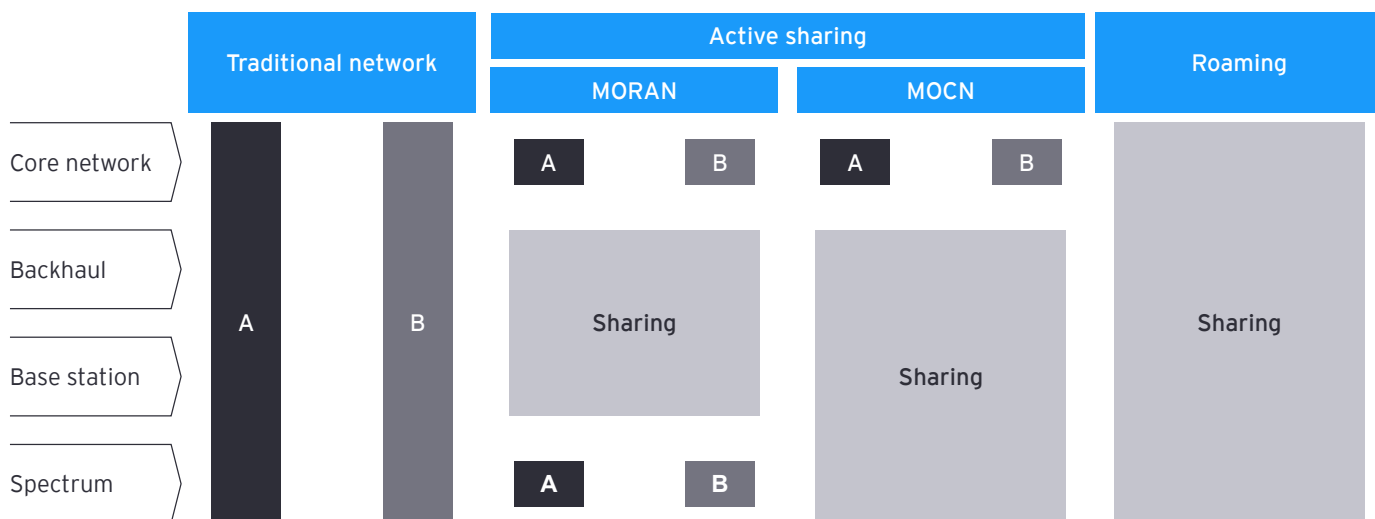 Traditional network
Active sharing
MORAN
MOCN
Roaming
Core network
A
B
A
B
Backhaul
Base station
Spectrum
A
B
Sharing
Sharing
Sharing
A
B